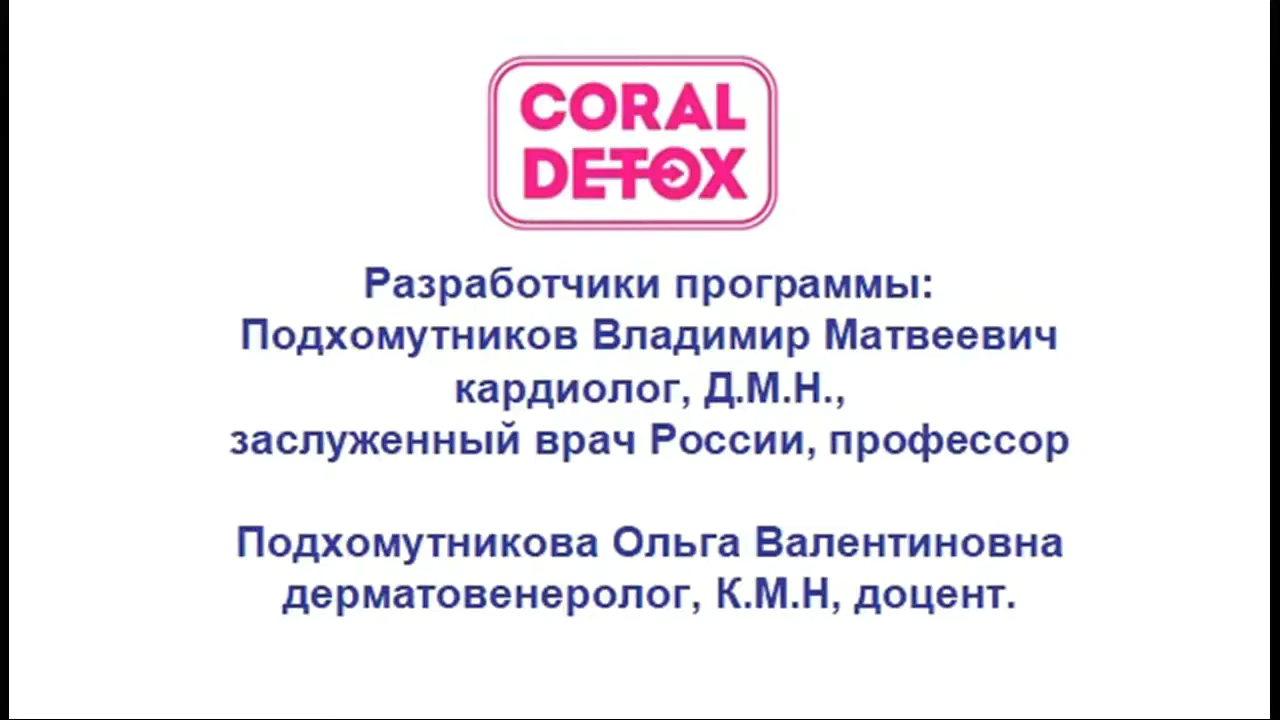 CORAL
DETOX
Разработчики программы:
Подхомутников Владимир Матвеевич
кардиолог, Д.М.Н.,
заслуженный врач России, профессор
Подхомутникова Ольга Валентиновна
дерматовенеролог, К.М.Н, доцент.